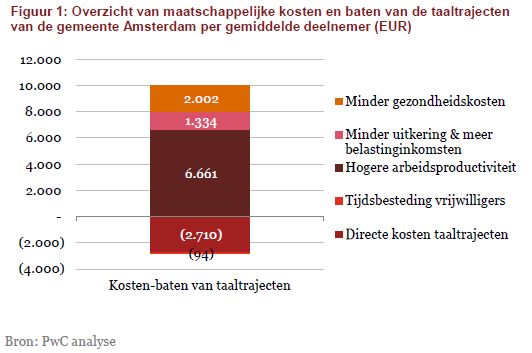 Figuur 1: Overzicht van maatschappelijke kosten en baten van de taaltrajecten
van de gemeente Amsterdam per gemiddelde deelnemer (EUR)
12.000
10.000
8.000
6.000
4.000
2.000
-
(2.000)
(4.000)
2.002
1.334
6.661
(2.710)
(94)
Kosten-baten van taaltrajecten
Minder gezondheidskosten
Minder uitkering & meer
belastinginkomsten
Hogere arbeidsproductiviteit
Tijdsbesteding vrijwilligers
Directe kosten taaltrajecten
Bron: PwC analyse